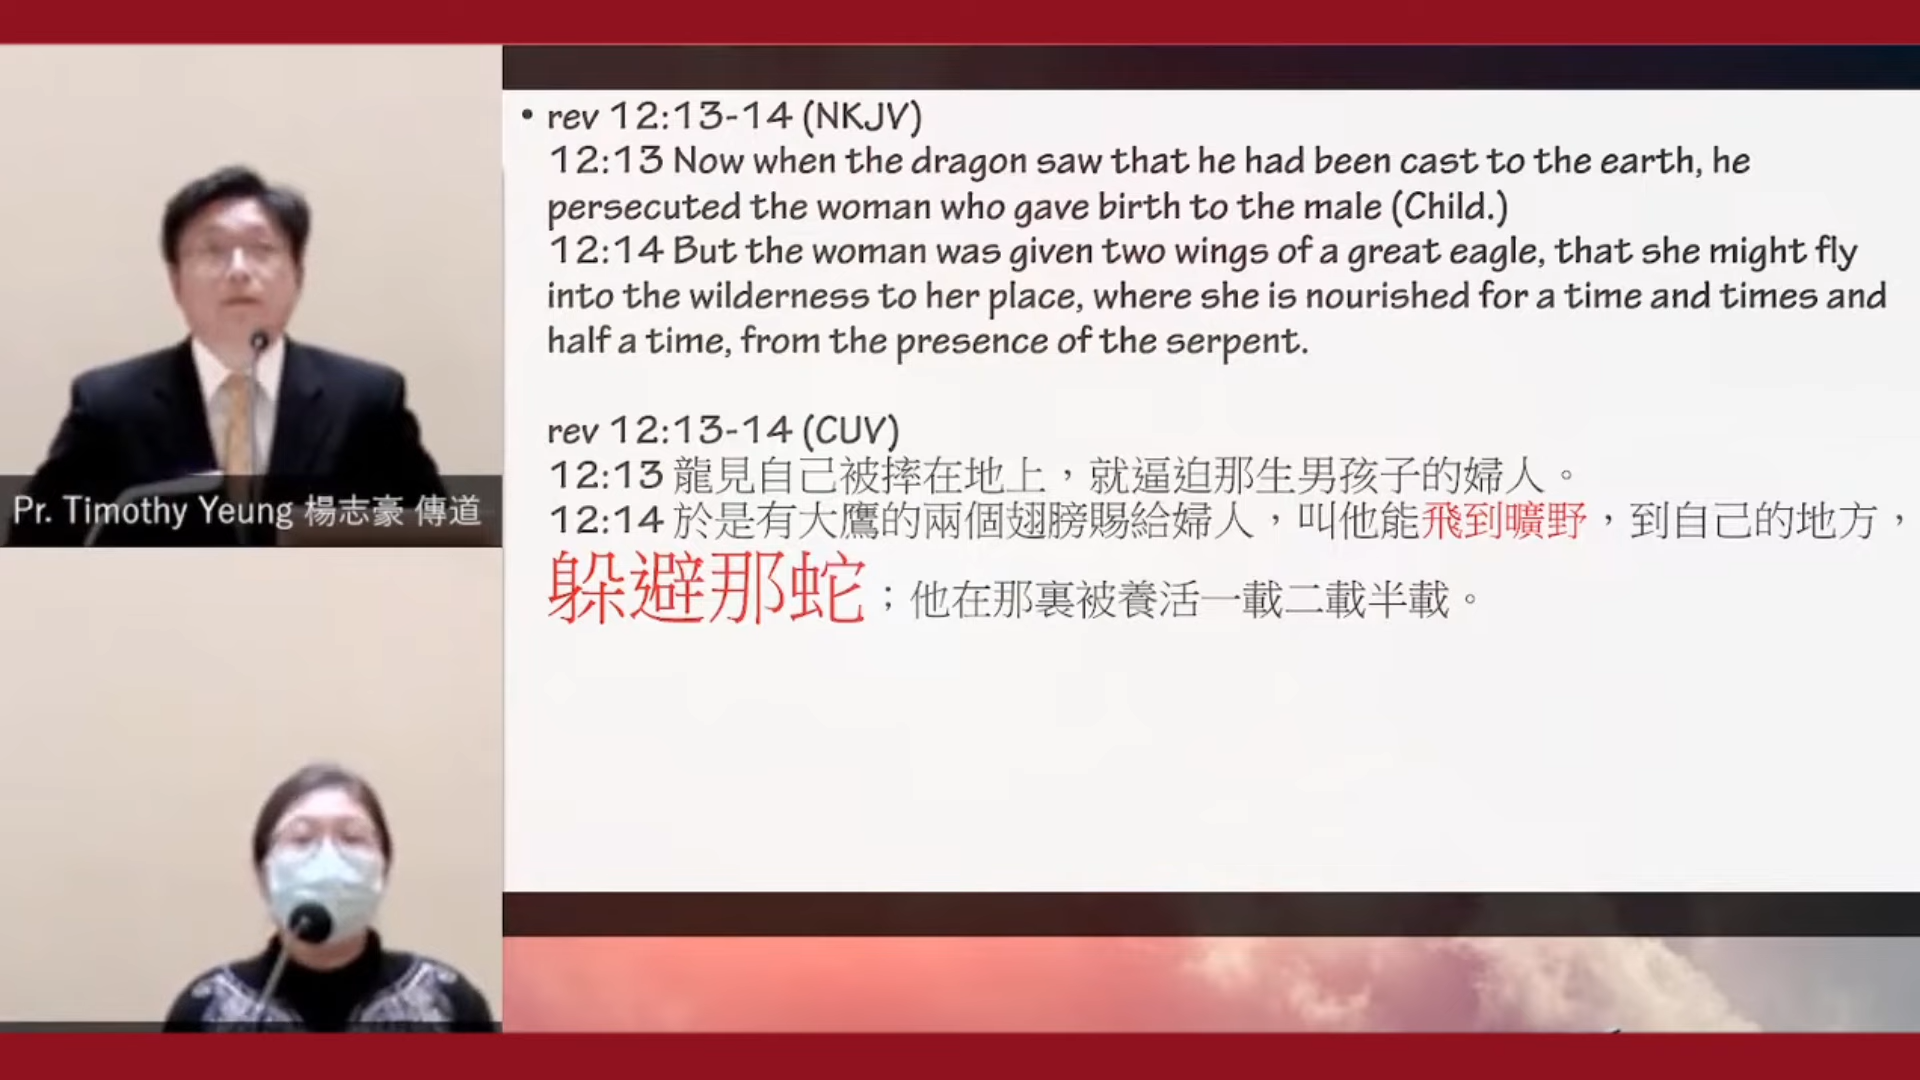 • rev 12:13-14 (NKJV)
12:13 Now when the dragon saw that he had been cast to the earth, he
persecuted the woman who gave birth to the male (Child.)
12:14 But the woman was given two wings of a great eagle, that she might fly
into the wilderness to her place, where she is nourished for a time and times and
half a time, from the presence of the serpent.
rev 12:13-14 (CUV)
12:13 龍見自己被摔在地上，就逼迫那生男孩子的婦人。
12:14 於是有大鷹的兩個翅膀賜給婦人，叫他能飛到曠野，到自己的地方，
躲避那蛇；他在那裏被養活一載二載半載。
Pr. Timothy Yeung 楊志豪 傳道